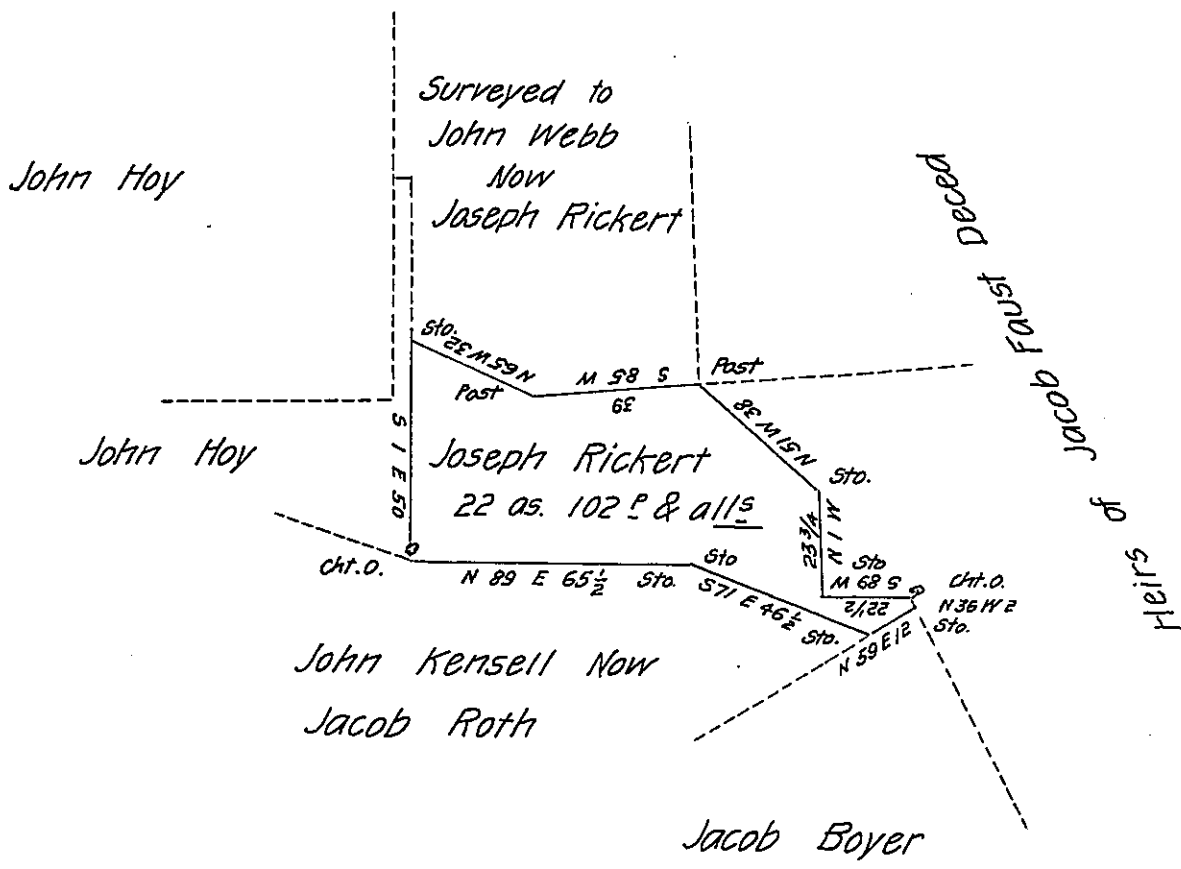 Surveyed to
John Webb
Now
Joseph Rickert
John Hoy
Heirs of Jacob Faust Deced
Sto.
N 65 W 32
Post
S 85 W
39
Post
N 51 W 38
Sto.
S 1 E 50
John Hoy
Joseph Rickert
22 as. 102 P & alls
N 1 W
23 3/4
Sto
S 89 W
22 1/2
Cht.O.
N 36 W 2
Sto.
Cht.O.
N 89 E 65 1/2
Sto.
Sto
S 71 E 46 1/2
Sto.
N 59 E 12
John Kensell Now
Jacob Roth
Jacob Boyer